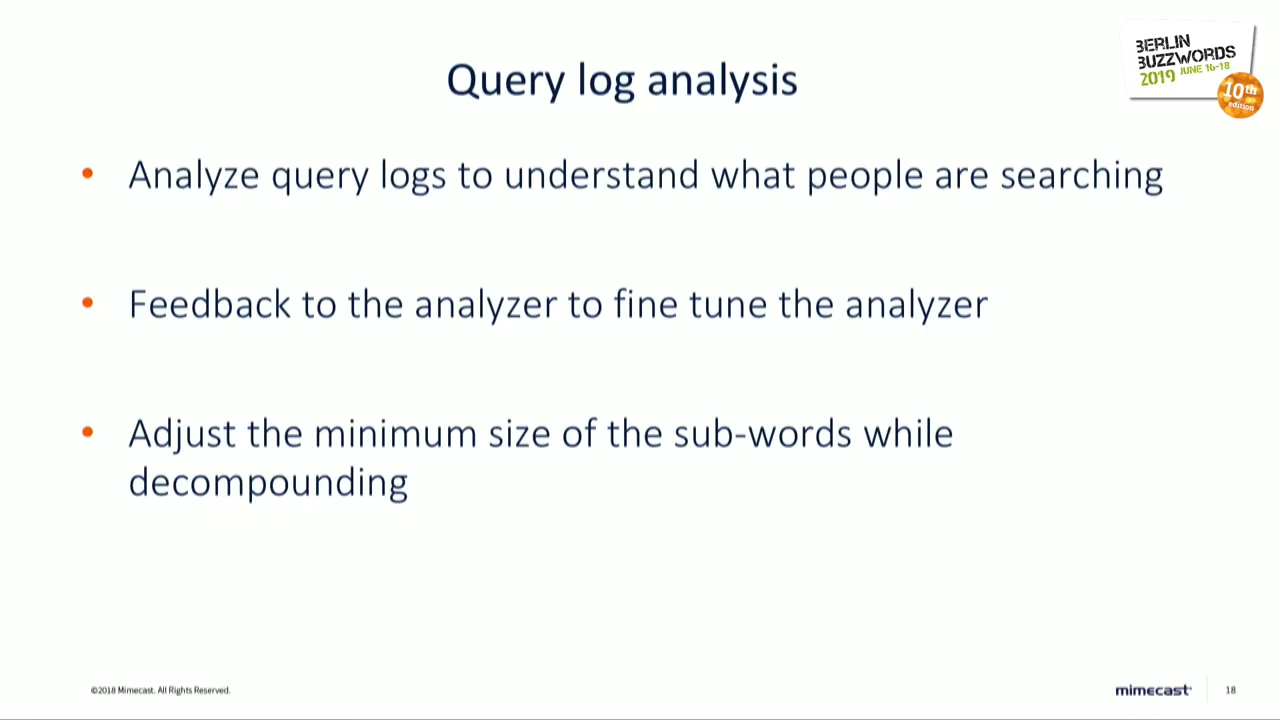 BERLIN
BUZZWORDS
2019 JUNE 16-18
10th
edition
Query log analysis
• Analyze query logs to understand what people are searching
• Feedback to the analyzer to fine tune the analyzer
• Adjust the minimum size of the sub-words while
decompounding
©2018 Mimecast. All Rights Reserved.
mimecast
18